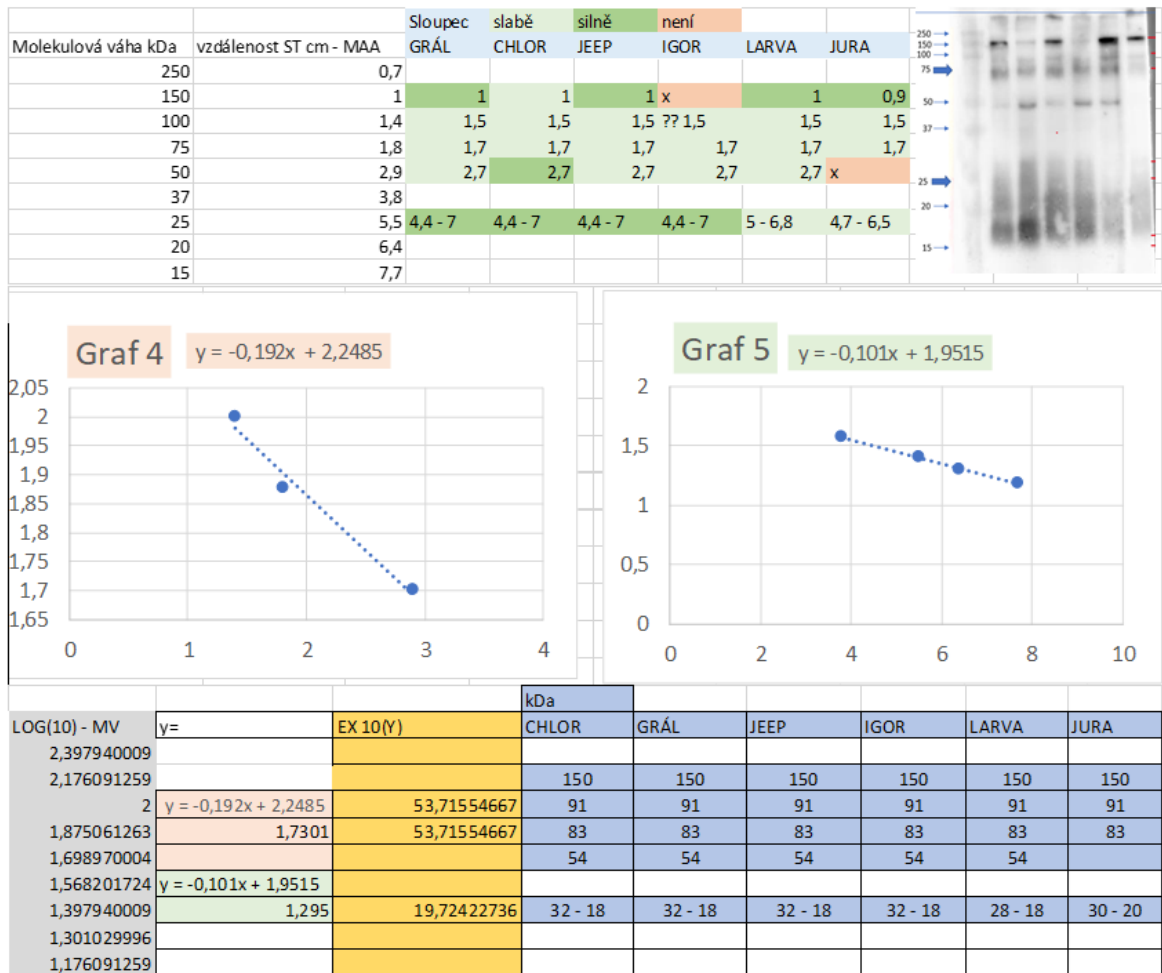 Sloupec slabě silně není
Molekulová váha kDa vzdálenost ST cm - MAA GRÁL CHLOR JEEP IGOR LARVA JURA
250 0,7
150 1 1 1 1 x 1 0,9
100 1,4 1,5 1,5 1,5 ?? 1,5 1,5 1,5
75 1,8 1,7 1,7 1,7 1,7 1,7 1,7
50 2,9 2,7 2,7 2,7 2,7 2,7 x
37 3,8
25 5,5 4,4 - 7 4,4 - 7 4,4 - 7 4,4 - 7 5 - 6,8 4,7 - 6,5
20 6,4
15 7,7
250
150
100
75
50
37
25
20
15
Graf 4 y = -0,192x + 2,2485
2,05
2
1,95
1,9
1,85
1,8
1,75
1,7
1,65
0 1 2 3 4
Graf 5 y = -0,101x + 1,9515
2
1,5
1
0,5
0
0 2 4 6 8 10
kDa
LOG(10) - MV y= EX 10(Y) CHLOR GRÁL JEEP IGOR LARVA JURA
2,397940009
2,176091259 150 150 150 150 150 150
2 y = -0,192x + 2,2485 53,71554667 91 91 91 91 91 91
1,875061263 1,7301 53,71554667 83 83 83 83 83 83
1,698970004 54 54 54 54 54
1,568201724 y = -0,101x + 1,9515
1,397940009 1,295 19,72422736 32 - 18 32 - 18 32 - 18 32 - 18 28 - 18 30 - 20
1,301029996
1,176091259